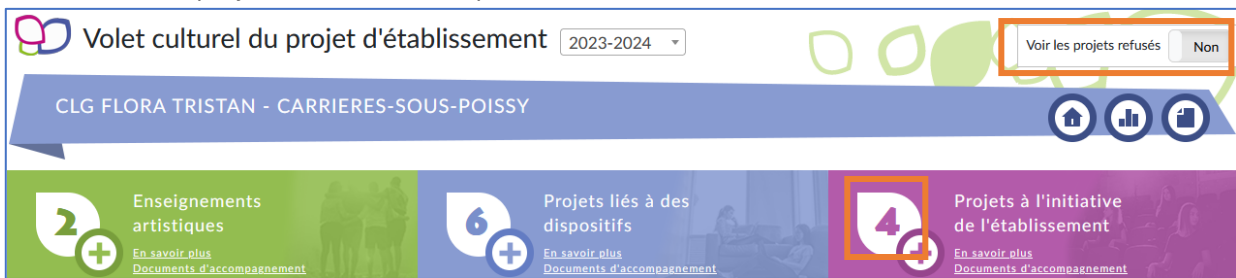 Volet culturel du projet d'établissement 2023-2024
Voir les projets refusés Non
CLG FLORA TRISTAN - CARRIERES-SOUS-POISSY
2
Enseignements
artistiques
En savoir plus
Documents d'accompagnement
6
Projets liés à des
dispositifs
En savoir plus
Documents d'accompagnement
4
Projets à l'initiative
de l'établissement
En savoir plus
Documents d'accompagnement